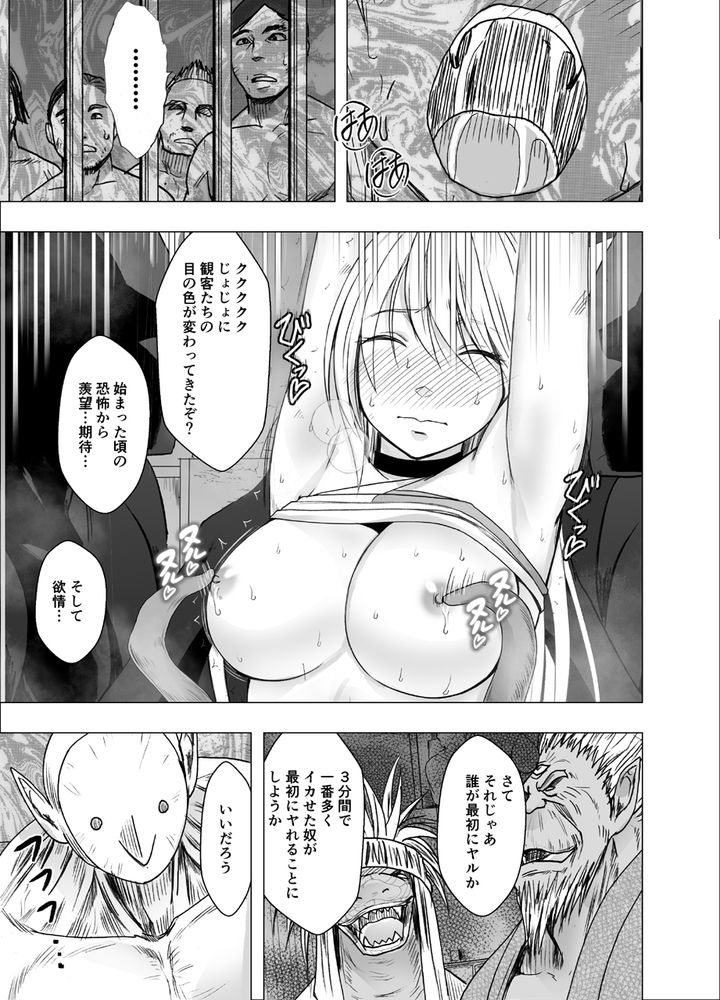 はあ
はあ
………
ククククク
じょじょに
観客たちの
目の色が変わってきたぞ？
始まった頃の
恐怖から
羨望…期待…
そして
欲情…
びくっ
びくっ
ヌル
ヌル
ヌル
ヌル
さて
それじゃあ
誰が最初にヤルか
３分間で
一番多く
イカせた奴が
最初にヤれることに
しようか
いいだろう